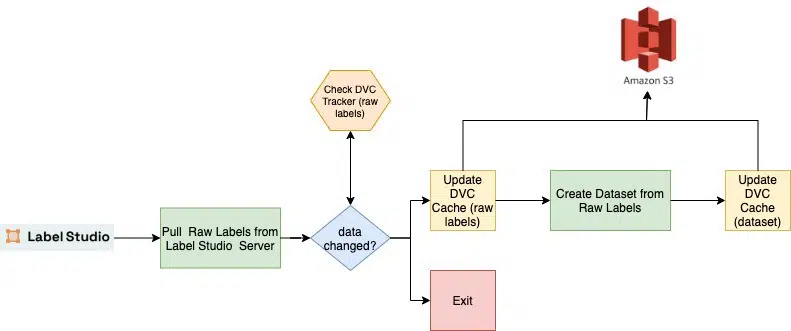 Amazon S3
Check DVC
Tracker (raw
labels)
Label Studio
Pull Raw Labels from
Label Studio Server
data
changed?
Update
DVC
Cache (raw
labels)
Create Dataset from
Raw Labels
Update
DVC
Cache
(dataset)
Exit